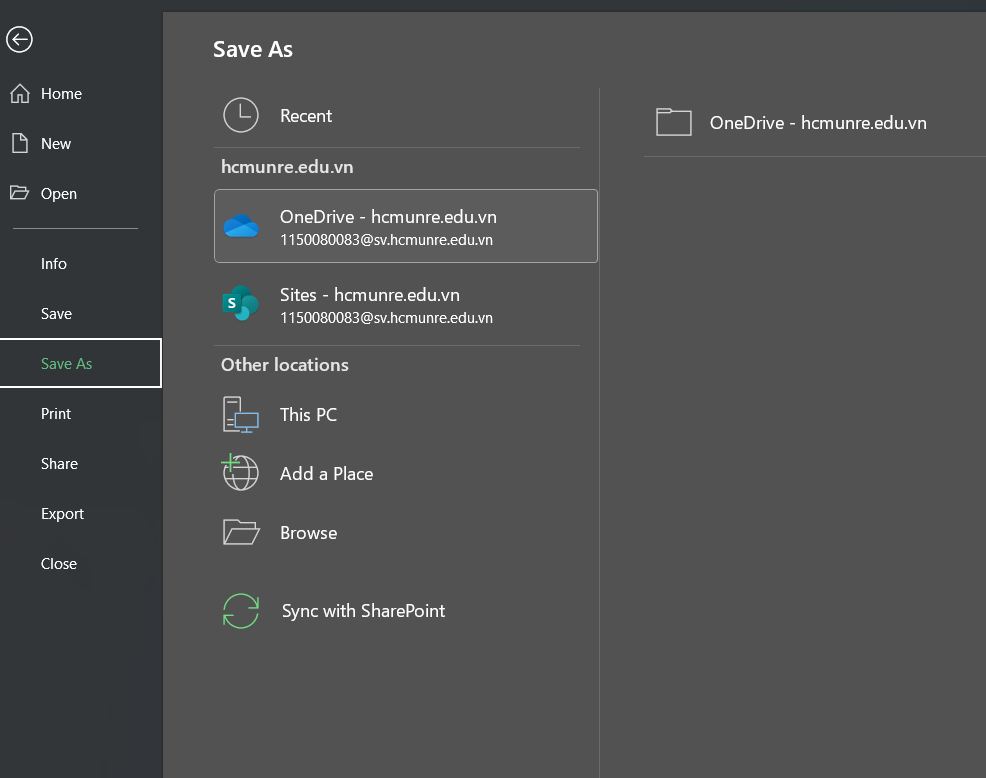 Home
New
Open
Info
Save
Save As
Print
Share
Export
Close
Save As
Recent
hcmunre.edu.vn
OneDrive - hcmunre.edu.vn
1150080083@sv.hcmunre.edu.vn
S
Sites - hcmunre.edu.vn
1150080083@sv.hcmunre.edu.vn
Other locations
This PC
Add a Place
Browse
Sync with SharePoint
OneDrive - hcmunre.edu.vn